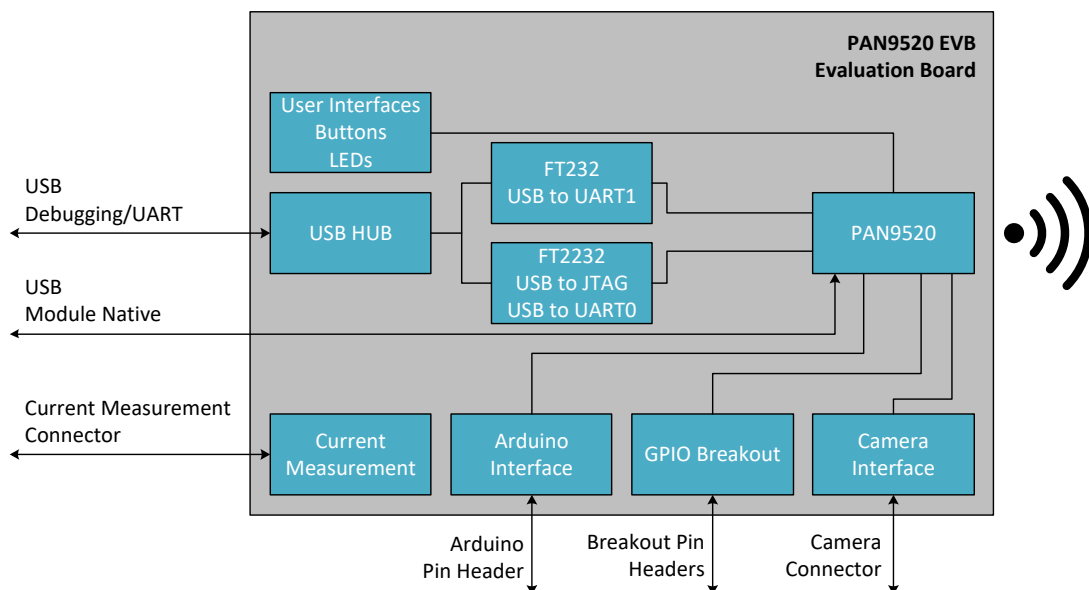 PAN9520 EVB
Evaluation Board
User Interfaces
Buttons
LEDs
USB
Debugging/UART
USB HUB
FT232
USB to UART1
FT2232
USB to JTAG
USB to UART0
PAN9520
USB
Module Native
Current Measurement
Connector
Current
Measurement
Arduino
Interface
GPIO Breakout
Camera
Interface
Arduino
Pin Header
Breakout Pin
Headers
Camera
Connector